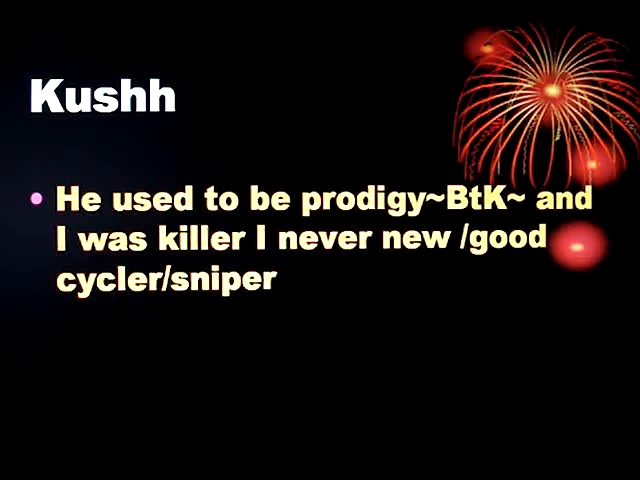 Kushh
• He used to be prodigy~BtK~ and
I was killer I never new /good
cycler/sniper